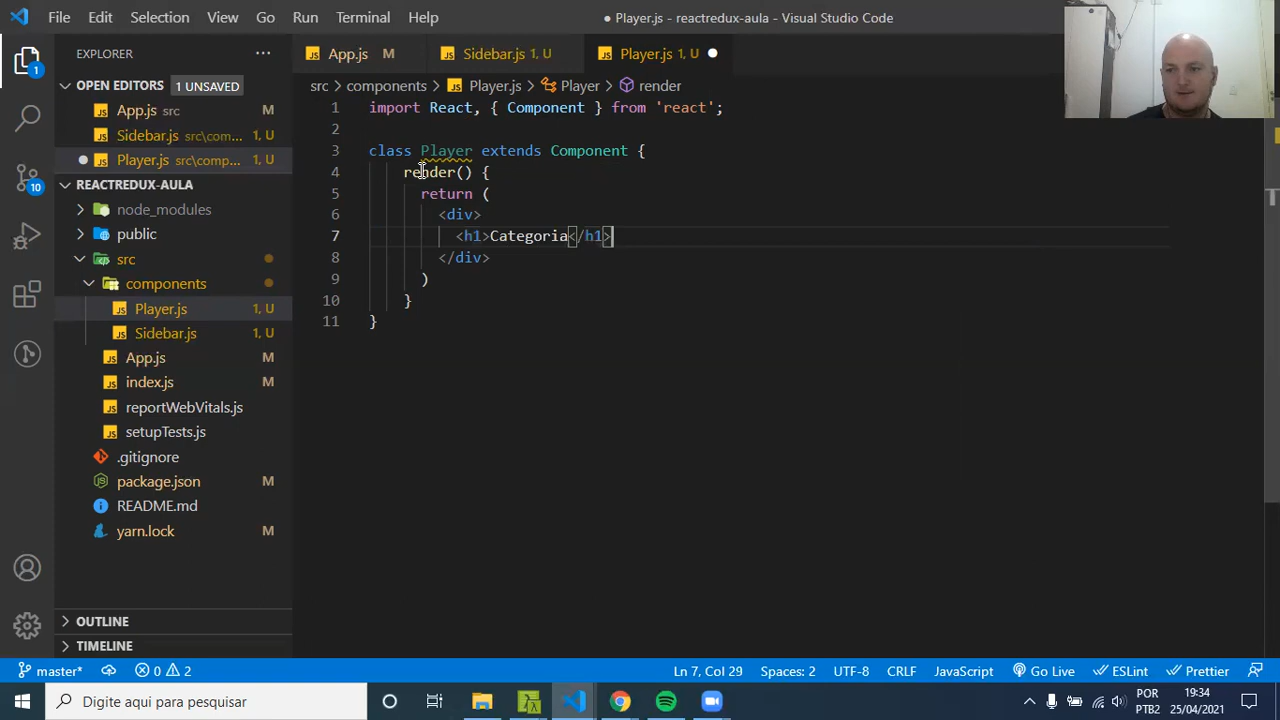 File Edit Selection View Go Run Terminal Help
● Player.js - reactredux-aula - Visual Studio Code
EXPLORER ···
App.js M
Sidebar.js 1, U
Player.js 1, U ●
OPEN EDITORS 1 UNSAVED
App.js src
Sidebar.js src\com... 1, U
Player.js src\comp... 1, U
REACTREDUX-AULA
node_modules
public
src
components
Player.js 1, U
Sidebar.js 1, U
App.js M
index.js M
reportWebVitals.js
setupTests.js
.gitignore
package.json M
README.md
yarn.lock M
OUTLINE
TIMELINE
1
10
src > components > Player.js > Player > render
1 import React, { Component } from 'react';
2
3 class Player extends Component {
4 render() {
5 return (
6 <div>
7 <h1>Categoria</h1>
8 </div>
9 )
10 }
11 }
master* 0 2 Ln 7, Col 29 Spaces: 2 UTF-8 CRLF JavaScript Go Live ESLint Prettier
Digite aqui para pesquisar
POR
PTB2
19:34
25/04/2021